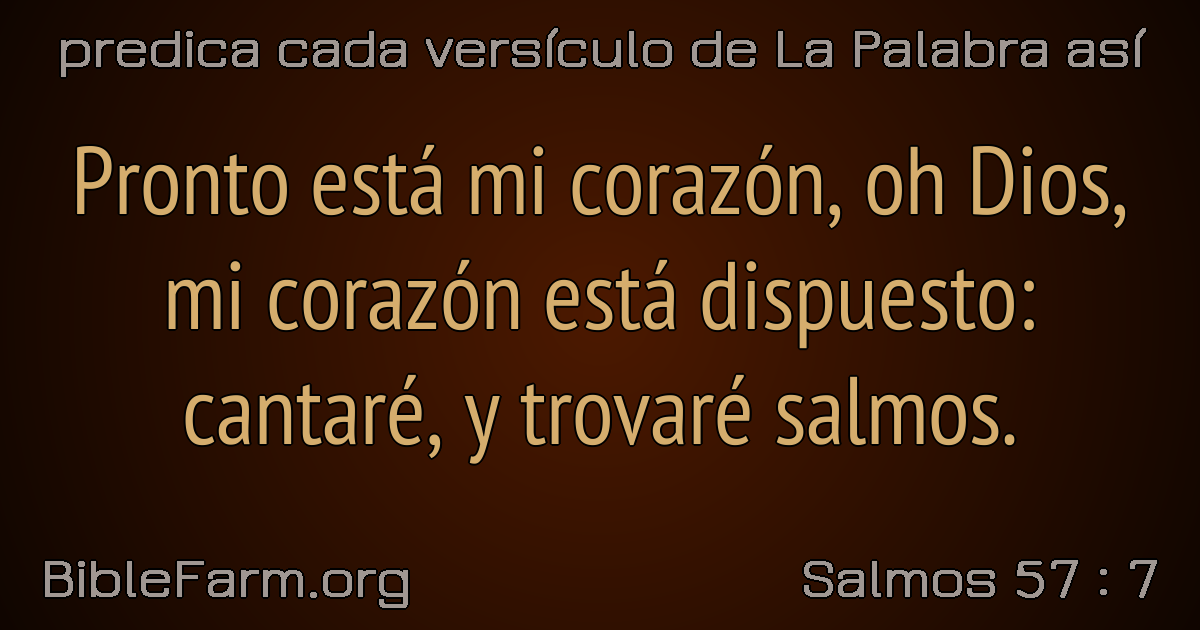 predica cada versículo de La Palabra así
Pronto está mi corazón, oh Dios,
mi corazón está dispuesto:
cantaré, y trovaré salmos.
BibleFarm.org
Salmos 57 : 7